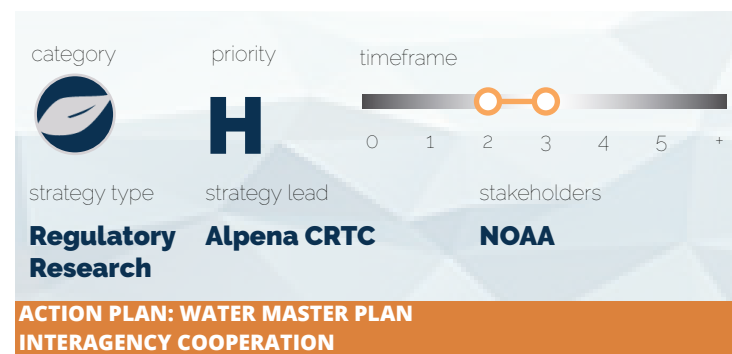 category priority timeframe
H
0 1 2 3 4 5 +
strategy type strategy lead stakeholders
Regulatory Alpena CRTC NOAA
Research
ACTION PLAN: WATER MASTER PLAN
INTERAGENCY COOPERATION